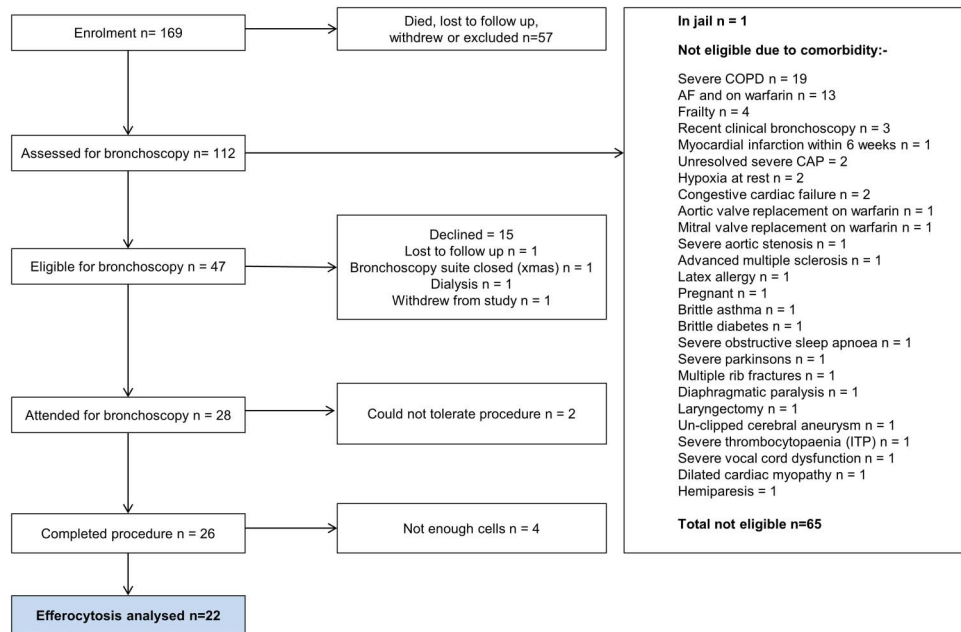 Enrolment n= 169
Died, lost to follow up,
withdrew or excluded n=57
Assessed for bronchoscopy n= 112
In jail n = 1
Not eligible due to comorbidity:-
Severe COPD n = 19
AF and on warfarin n = 13
Frailty n = 4
Recent clinical bronchoscopy n = 3
Myocardial infarction within 6 weeks n = 1
Unresolved severe CAP = 2
Hypoxia at rest n = 2
Congestive cardiac failure n = 2
Aortic valve replacement on warfarin n = 1
Mitral valve replacement on warfarin n = 1
Severe aortic stenosis n = 1
Advanced multiple sclerosis n = 1
Latex allergy n = 1
Pregnant n = 1
Brittle asthma n = 1
Brittle diabetes n = 1
Severe obstructive sleep apnoea n = 1
Severe parkinsons n = 1
Multiple rib fractures n = 1
Diaphragmatic paralysis n = 1
Laryngectomy n = 1
Un-clipped cerebral aneurysm n = 1
Severe thrombocytopaenia (ITP) n = 1
Severe vocal cord dysfunction n = 1
Dilated cardiac myopathy n = 1
Hemiparesis = 1
Total not eligible n=65
Eligible for bronchoscopy n = 47
Declined = 15
Lost to follow up n = 1
Bronchoscopy suite closed (xmas) n = 1
Dialysis n = 1
Withdrew from study n = 1
Attended for bronchoscopy n = 28
Could not tolerate procedure n = 2
Completed procedure n = 26
Not enough cells n = 4
Efferocytosis analysed n=22